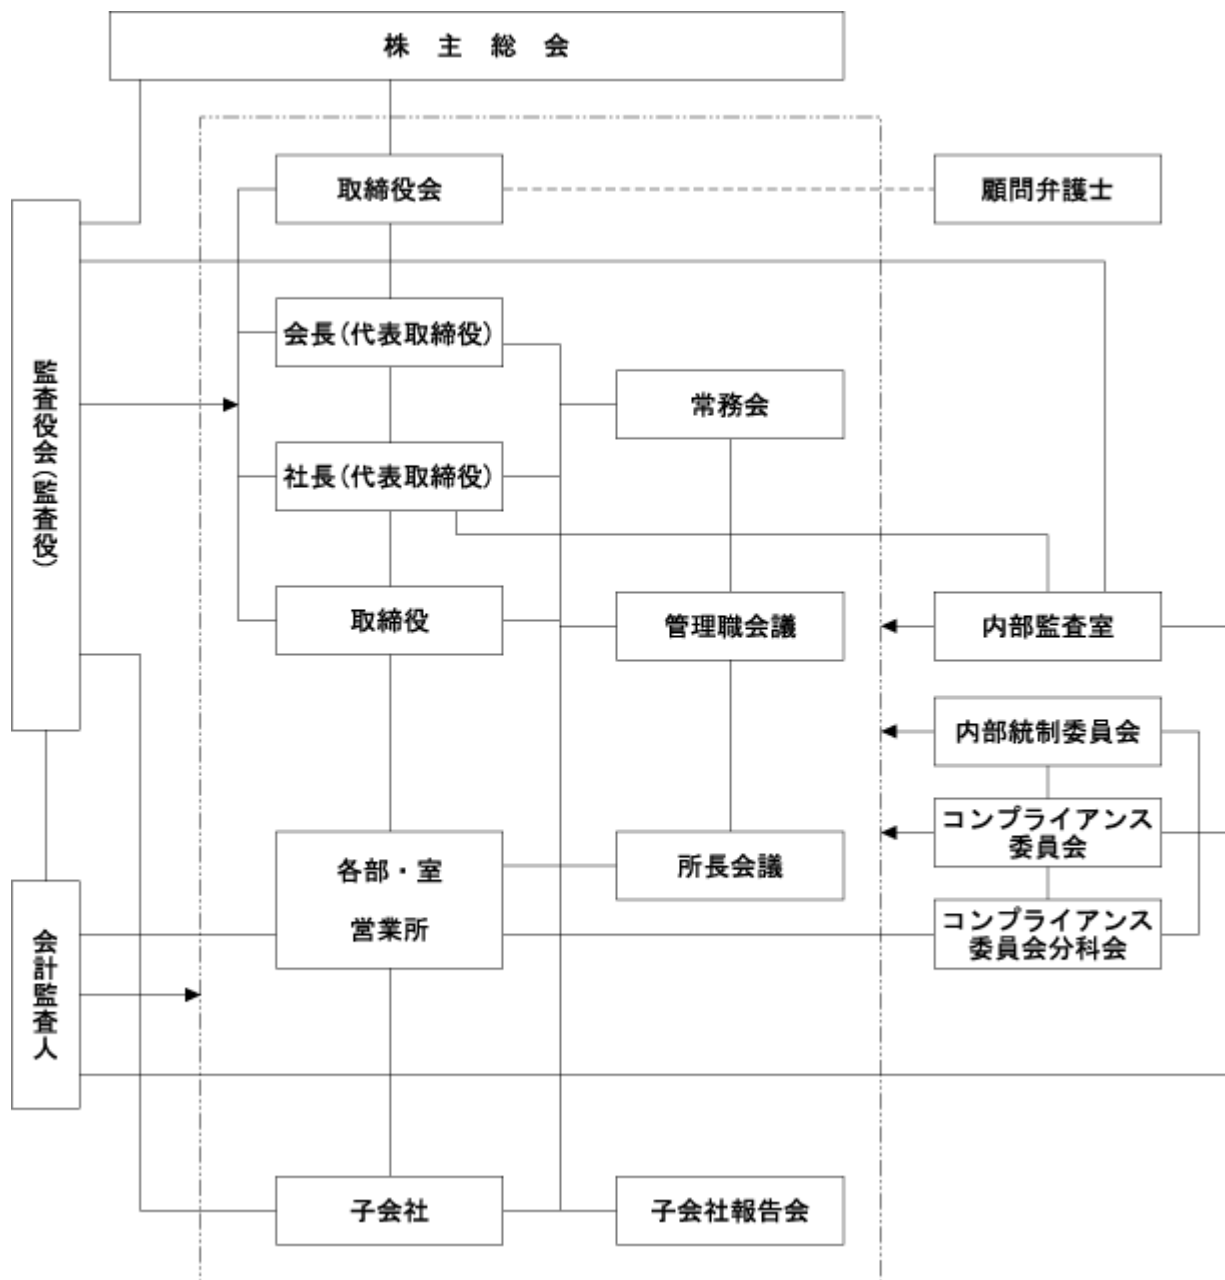 株主総会
取締役会
顧問弁護士
監査役会(監査役)
会長(代表取締役)
常務会
社長(代表取締役)
取締役
管理職会議
内部監査室
内部統制委員会
コンプライアンス
委員会
各部・室
営業所
所長会議
コンプライアンス
委員会分科会
会計監査人
子会社
子会社報告会